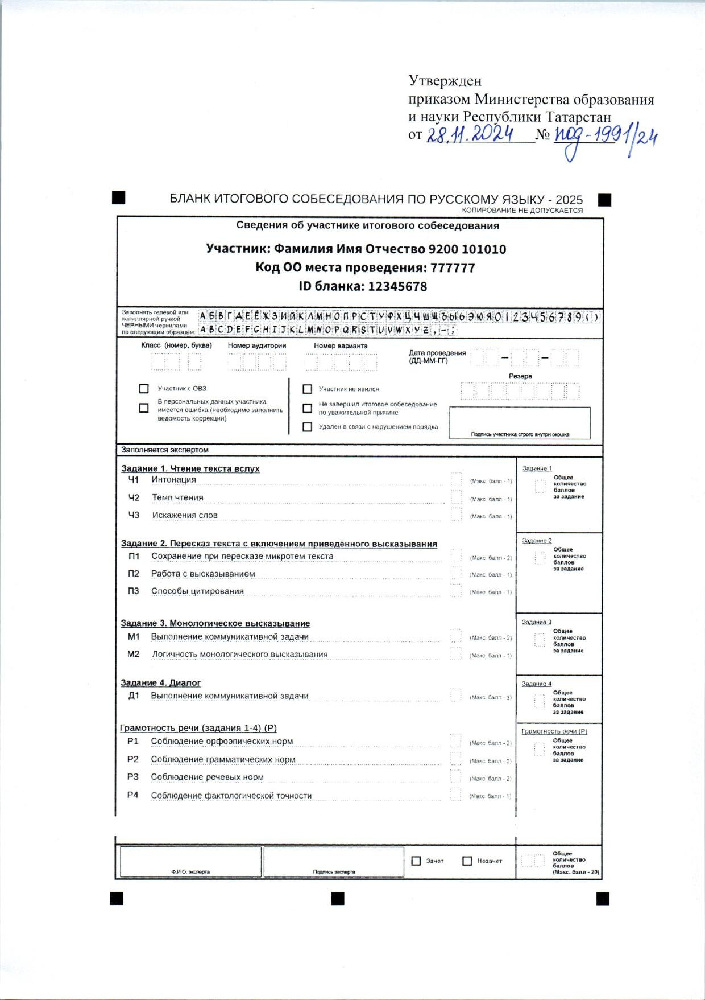 Утвержден
приказом Министерства образования
и науки Республики Татарстан
от 28.11.2024 № под-1991/24
БЛАНК ИТОГОВОГО СОБЕСЕДОВАНИЯ ПО РУССКОМУ ЯЗЫКУ - 2025
КОПИРОВАНИЕ НЕ ДОПУСКАЕТСЯ
Сведения об участнике итогового собеседования
Участник: Фамилия Имя Отчество 9200 101010
Код ОО места проведения: 777777
ID бланка: 12345678
Заполнять гелевой или
капиллярной ручкой
ЧЕРНЫМИ чернилами
по следующим образцам:
АБВГДЕЁЖЗИЙКЛМНОПРСТУФХЦЧШЩЪЫЬЭЮЯ0123456789()
ABCDEFGHIJKLMNOPQRSTUVWXYZ,-;
Класс (номер, буква) Номер аудитории Номер варианта
Дата проведения
(ДД-ММ-ГГ) – –
Резерв
Участник с ОВЗ
В персональных данных участника
имеется ошибка (необходимо заполнить
ведомость коррекции)
Участник не явился
Не завершил итоговое собеседование
по уважительной причине
Удален в связи с нарушением порядка
Подпись участника строго внутри окошка
Заполняется экспертом
Задание 1. Чтение текста вслух
Ч1 Интонация (Макс. балл - 1)
Ч2 Темп чтения (Макс. балл - 1)
Ч3 Искажения слов (Макс. балл - 1)
Задание 1
Общее
количество
баллов
за задание
Задание 2. Пересказ текста с включением приведённого высказывания
П1 Сохранение при пересказе микротем текста (Макс. балл - 2)
П2 Работа с высказыванием (Макс. балл - 1)
П3 Способы цитирования (Макс. балл - 1)
Задание 2
Общее
количество
баллов
за задание
Задание 3. Монологическое высказывание
М1 Выполнение коммуникативной задачи (Макс. балл - 2)
М2 Логичность монологического высказывания (Макс. балл - 1)
Задание 3
Общее
количество
баллов
за задание
Задание 4. Диалог
Д1 Выполнение коммуникативной задачи (Макс. балл - 3)
Задание 4
Общее
количество
баллов
за задание
Грамотность речи (задания 1-4) (Р)
Р1 Соблюдение орфоэпических норм (Макс. балл - 2)
Р2 Соблюдение грамматических норм (Макс. балл - 2)
Р3 Соблюдение речевых норм (Макс. балл - 2)
Р4 Соблюдение фактологической точности (Макс. балл - 1)
Грамотность речи (Р)
Общее
количество
баллов
за задание
Ф.И.О. эксперта
Подпись эксперта
Зачет Незачет
Общее
количество
баллов
(Макс. балл - 20)